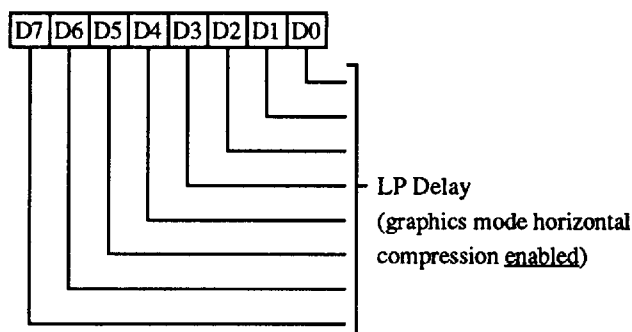 D7 D6 D5 D4 D3 D2 D1 D0
LP Delay
(graphics mode horizontal
compression enabled)